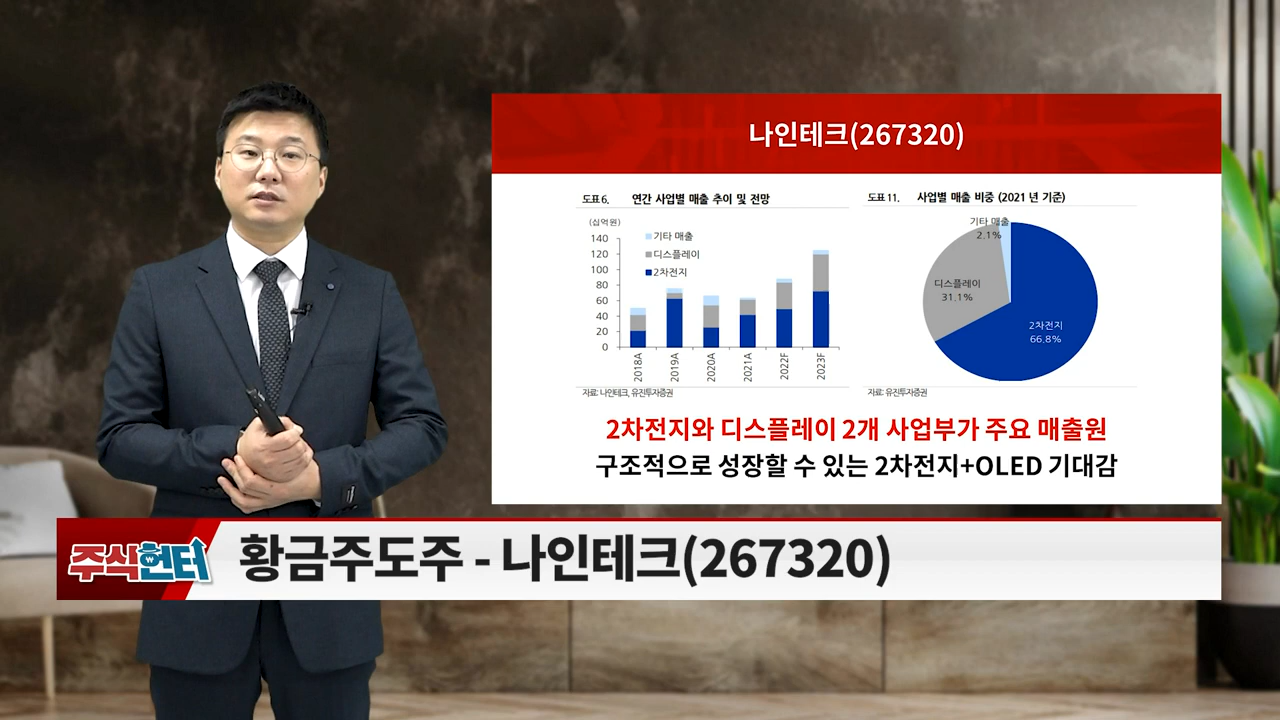 나인테크(267320)
도표 6. 연간 사업별 매출 추이 및 전망
(십억원)
140
120
100
80
60
40
20
0
기타 매출
디스플레이
2차전지
2018A
2019A
2020A
2021A
2022F
2023F
자료: 나인테크, 유진투자증권
도표 11. 사업별 매출 비중 (2021 년 기준)
기타 매출
2.1%
디스플레이
31.1%
2차전지
66.8%
자료: 유진투자증권
2차전지와 디스플레이 2개 사업부가 주요 매출원
구조적으로 성장할 수 있는 2차전지+OLED 기대감
주식헌터
황금주도주 - 나인테크(267320)